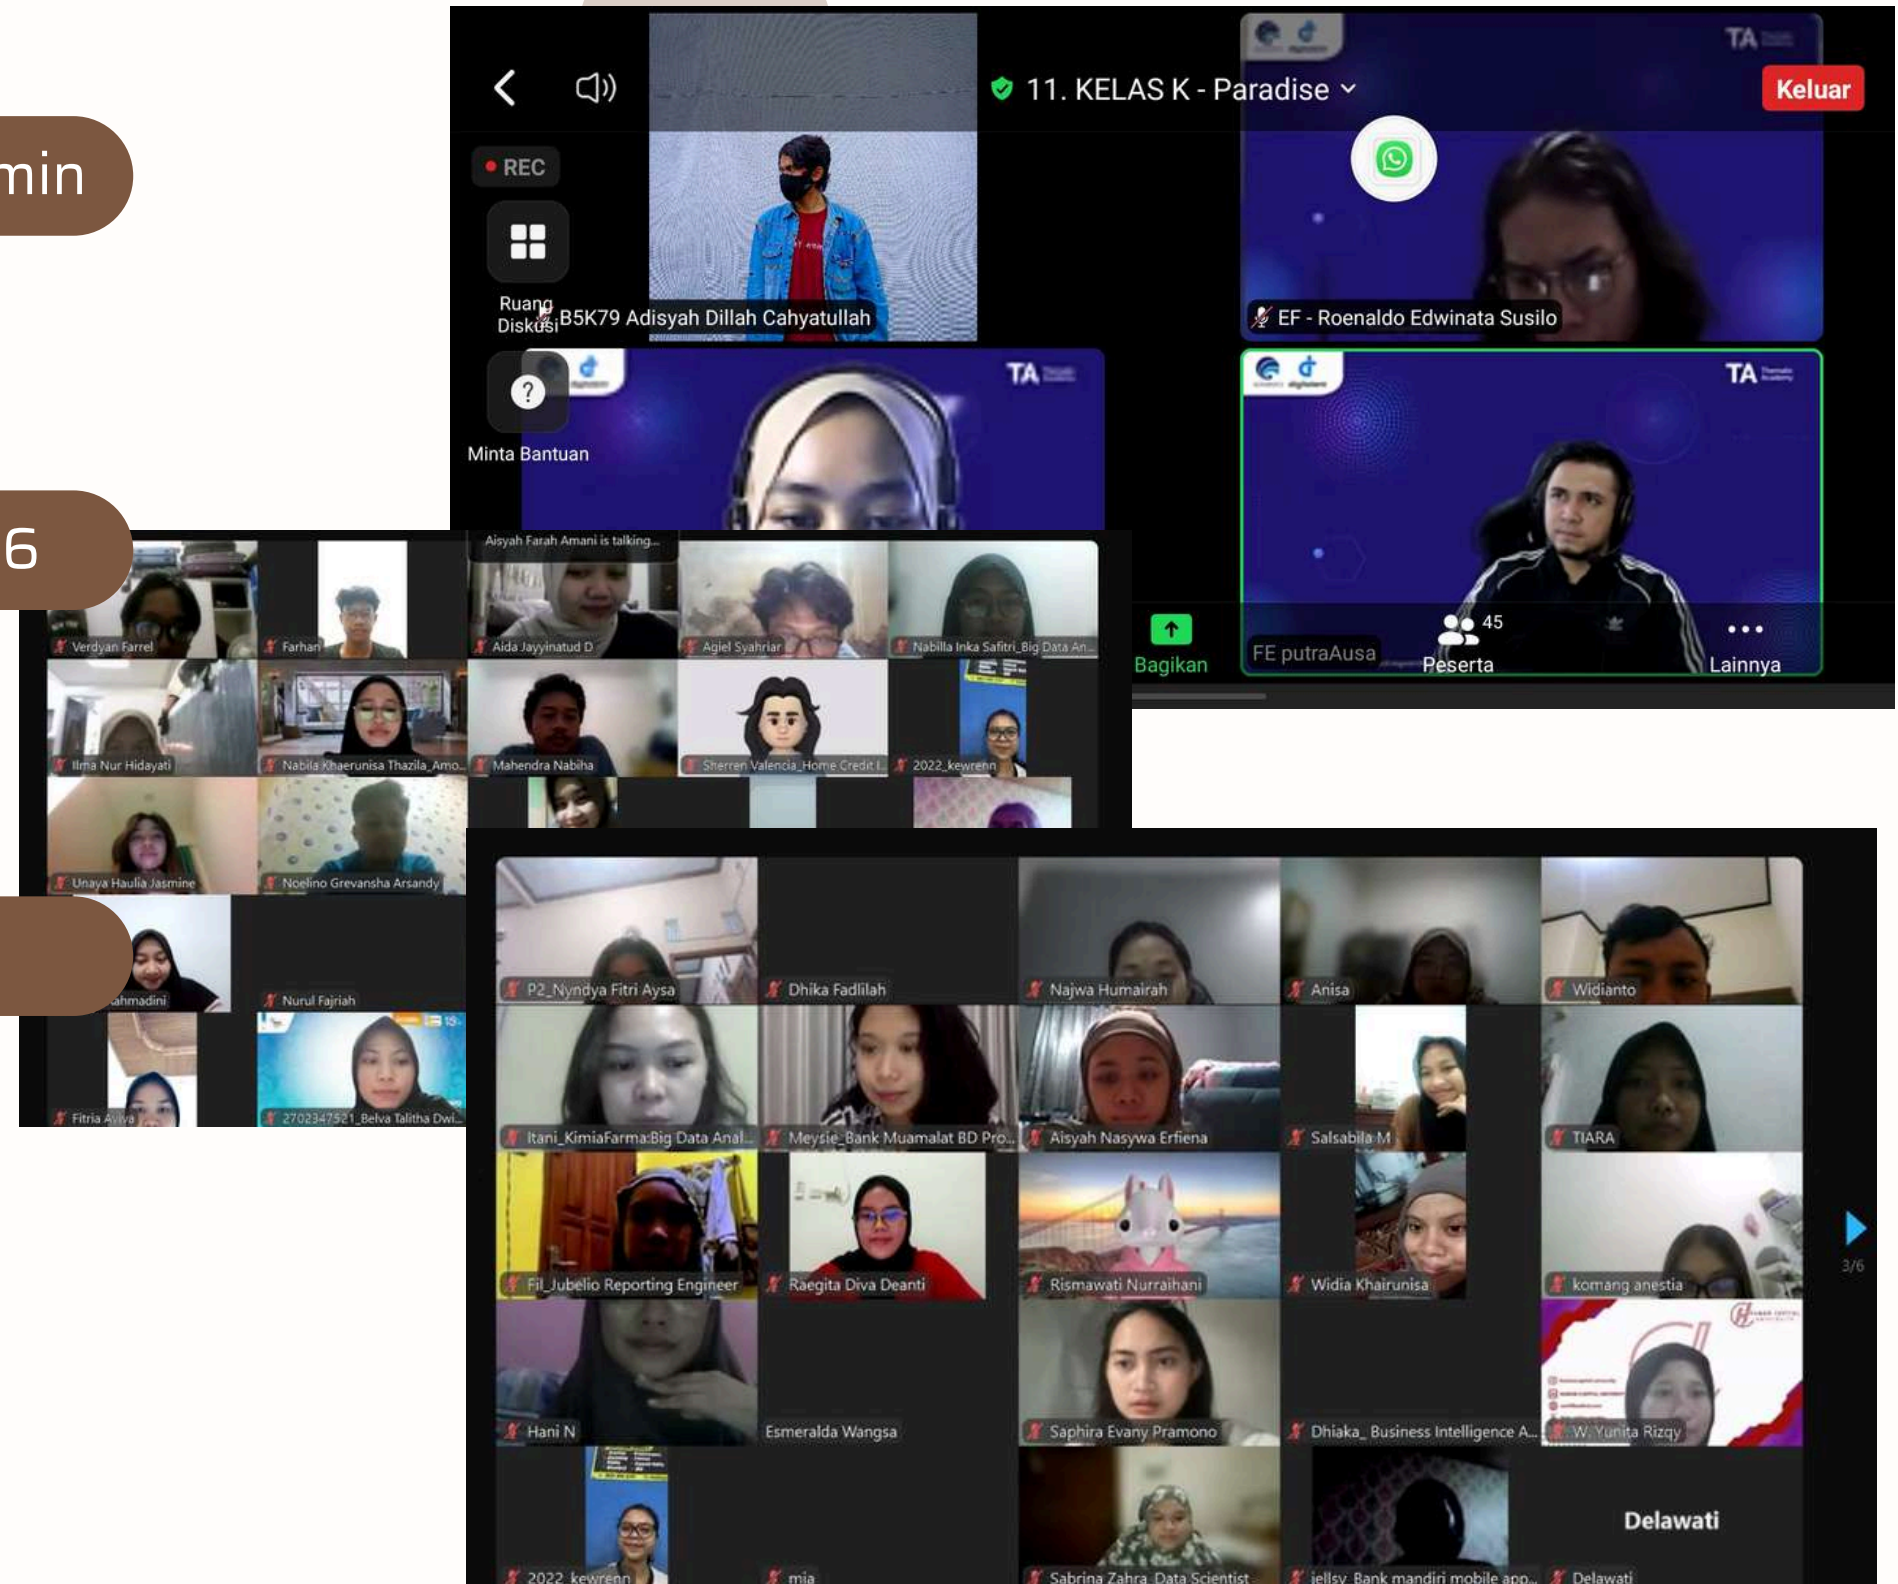 min
6
11. KELAS K - Paradise
Keluar
REC
Ruang
Diskusi
B5K79 Adisyah Dillah Cahyatullah
EF - Roenaldo Edwinata Susilo
TA
TA
TA Thematic Academy
Minta Bantuan
Bagikan
FE putraAusa
45
Peserta
Lainnya
Aisyah Farah Amani is talking...
Verdyan Farrel
Farhan
Aida Jayyinatud D
Agiel Syahriar
Nabilla Inka Safitri_Big Data An...
Ilma Nur Hidayati
Nabila Khaerunisa Thazila_Amo...
Mahendra Nabiha
Sherren Valencia_Home Credit I...
2022_kewrenn
Unaya Haulia Jasmine
Noelino Grevansha Arsandy
ahmadini
Nurul Fajriah
Fitria Aviva
2702347521_Belva Talitha Dwi...
P2_Nyndya Fitri Aysa
Dhika Fadlilah
Najwa Humairah
Anisa
Widianto
Itani_KimiaFarma:Big Data Anal...
Meysie_Bank Muamalat BD Pro...
Aisyah Nasywa Erfiena
Salsabila M
TIARA
Fil_Jubelio Reporting Engineer
Raegita Diva Deanti
Rismawati Nurraihani
Widia Khairunisa
komang anestia
3/6
Hani N
Esmeralda Wangsa
Saphira Evany Pramono
Dhiaka_ Business Intelligence A...
W. Yunita Rizqy
2022_kewrenn
mia
Sabrina Zahra_Data Scientist
jellsy_Bank mandiri mobile app...
Delawati
Delawati